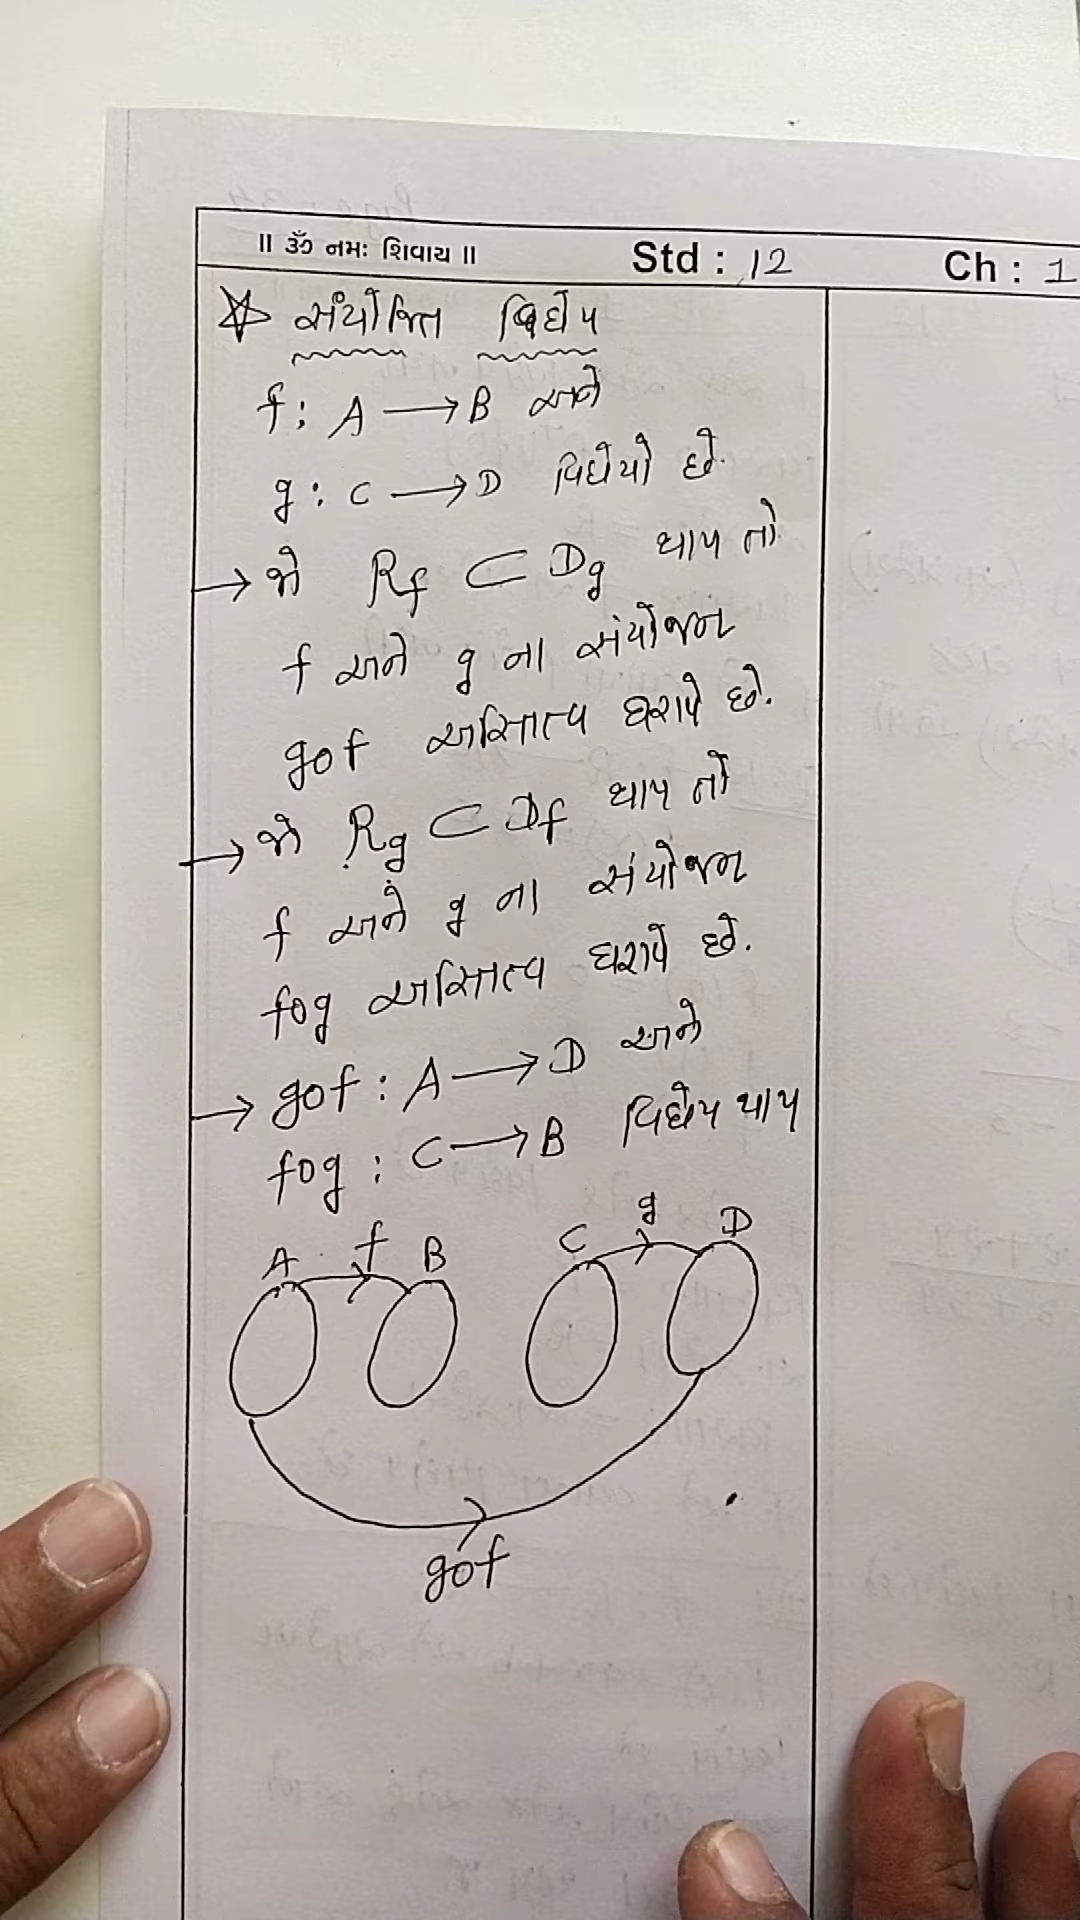 ॥ ૐ નમઃ શિવાય ॥ Std : 12 Ch : 1
સંયોજિત વિધેય
f : A → B અને
g : C → D વિધેયો છે.
→ જો Rf ⊂ Dg થાય તો
f અને g ના સંયોજન
gof અસ્તિત્વ ધરાવે છે.
→ જો Rg ⊂ Df થાય તો
f અને g ના સંયોજન
fog અસ્તિત્વ ધરાવે છે.
→ gof : A → D અને
fog : C → B વિધેય થાય
A f B C g D
gof